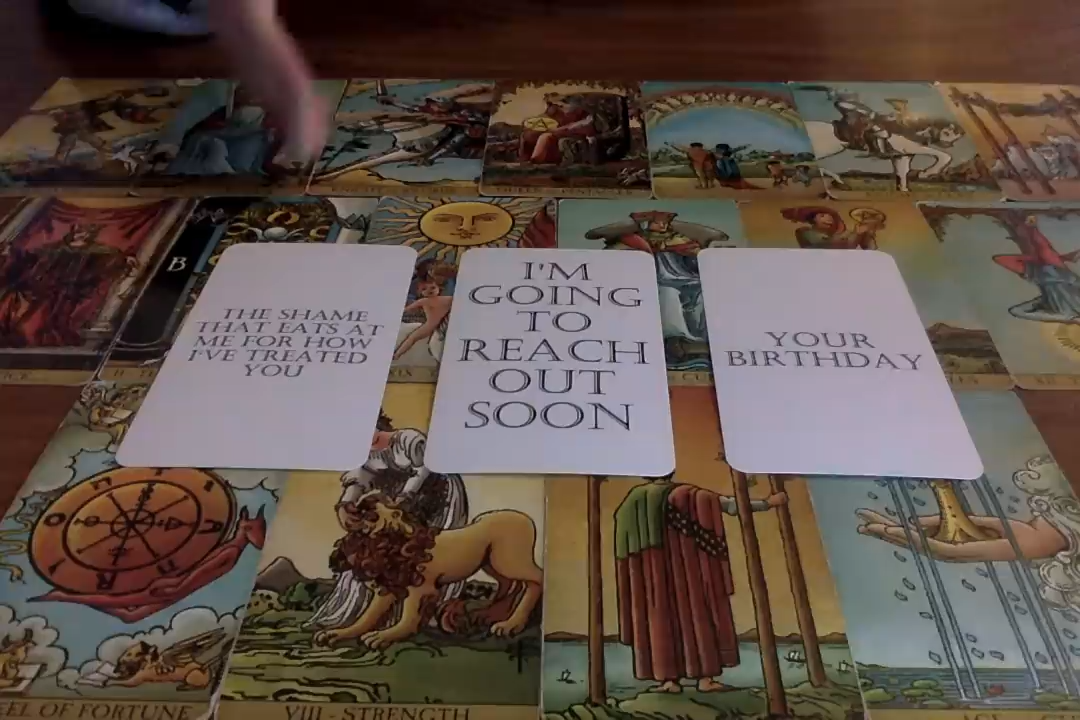 B
THE SHAME
THAT EATS AT
ME FOR HOW
I'VE TREATED
YOU
I'M
GOING
TO
REACH
OUT
SOON
YOUR
BIRTHDAY
EEL OF FORTUNE
VIII - STRENGTH